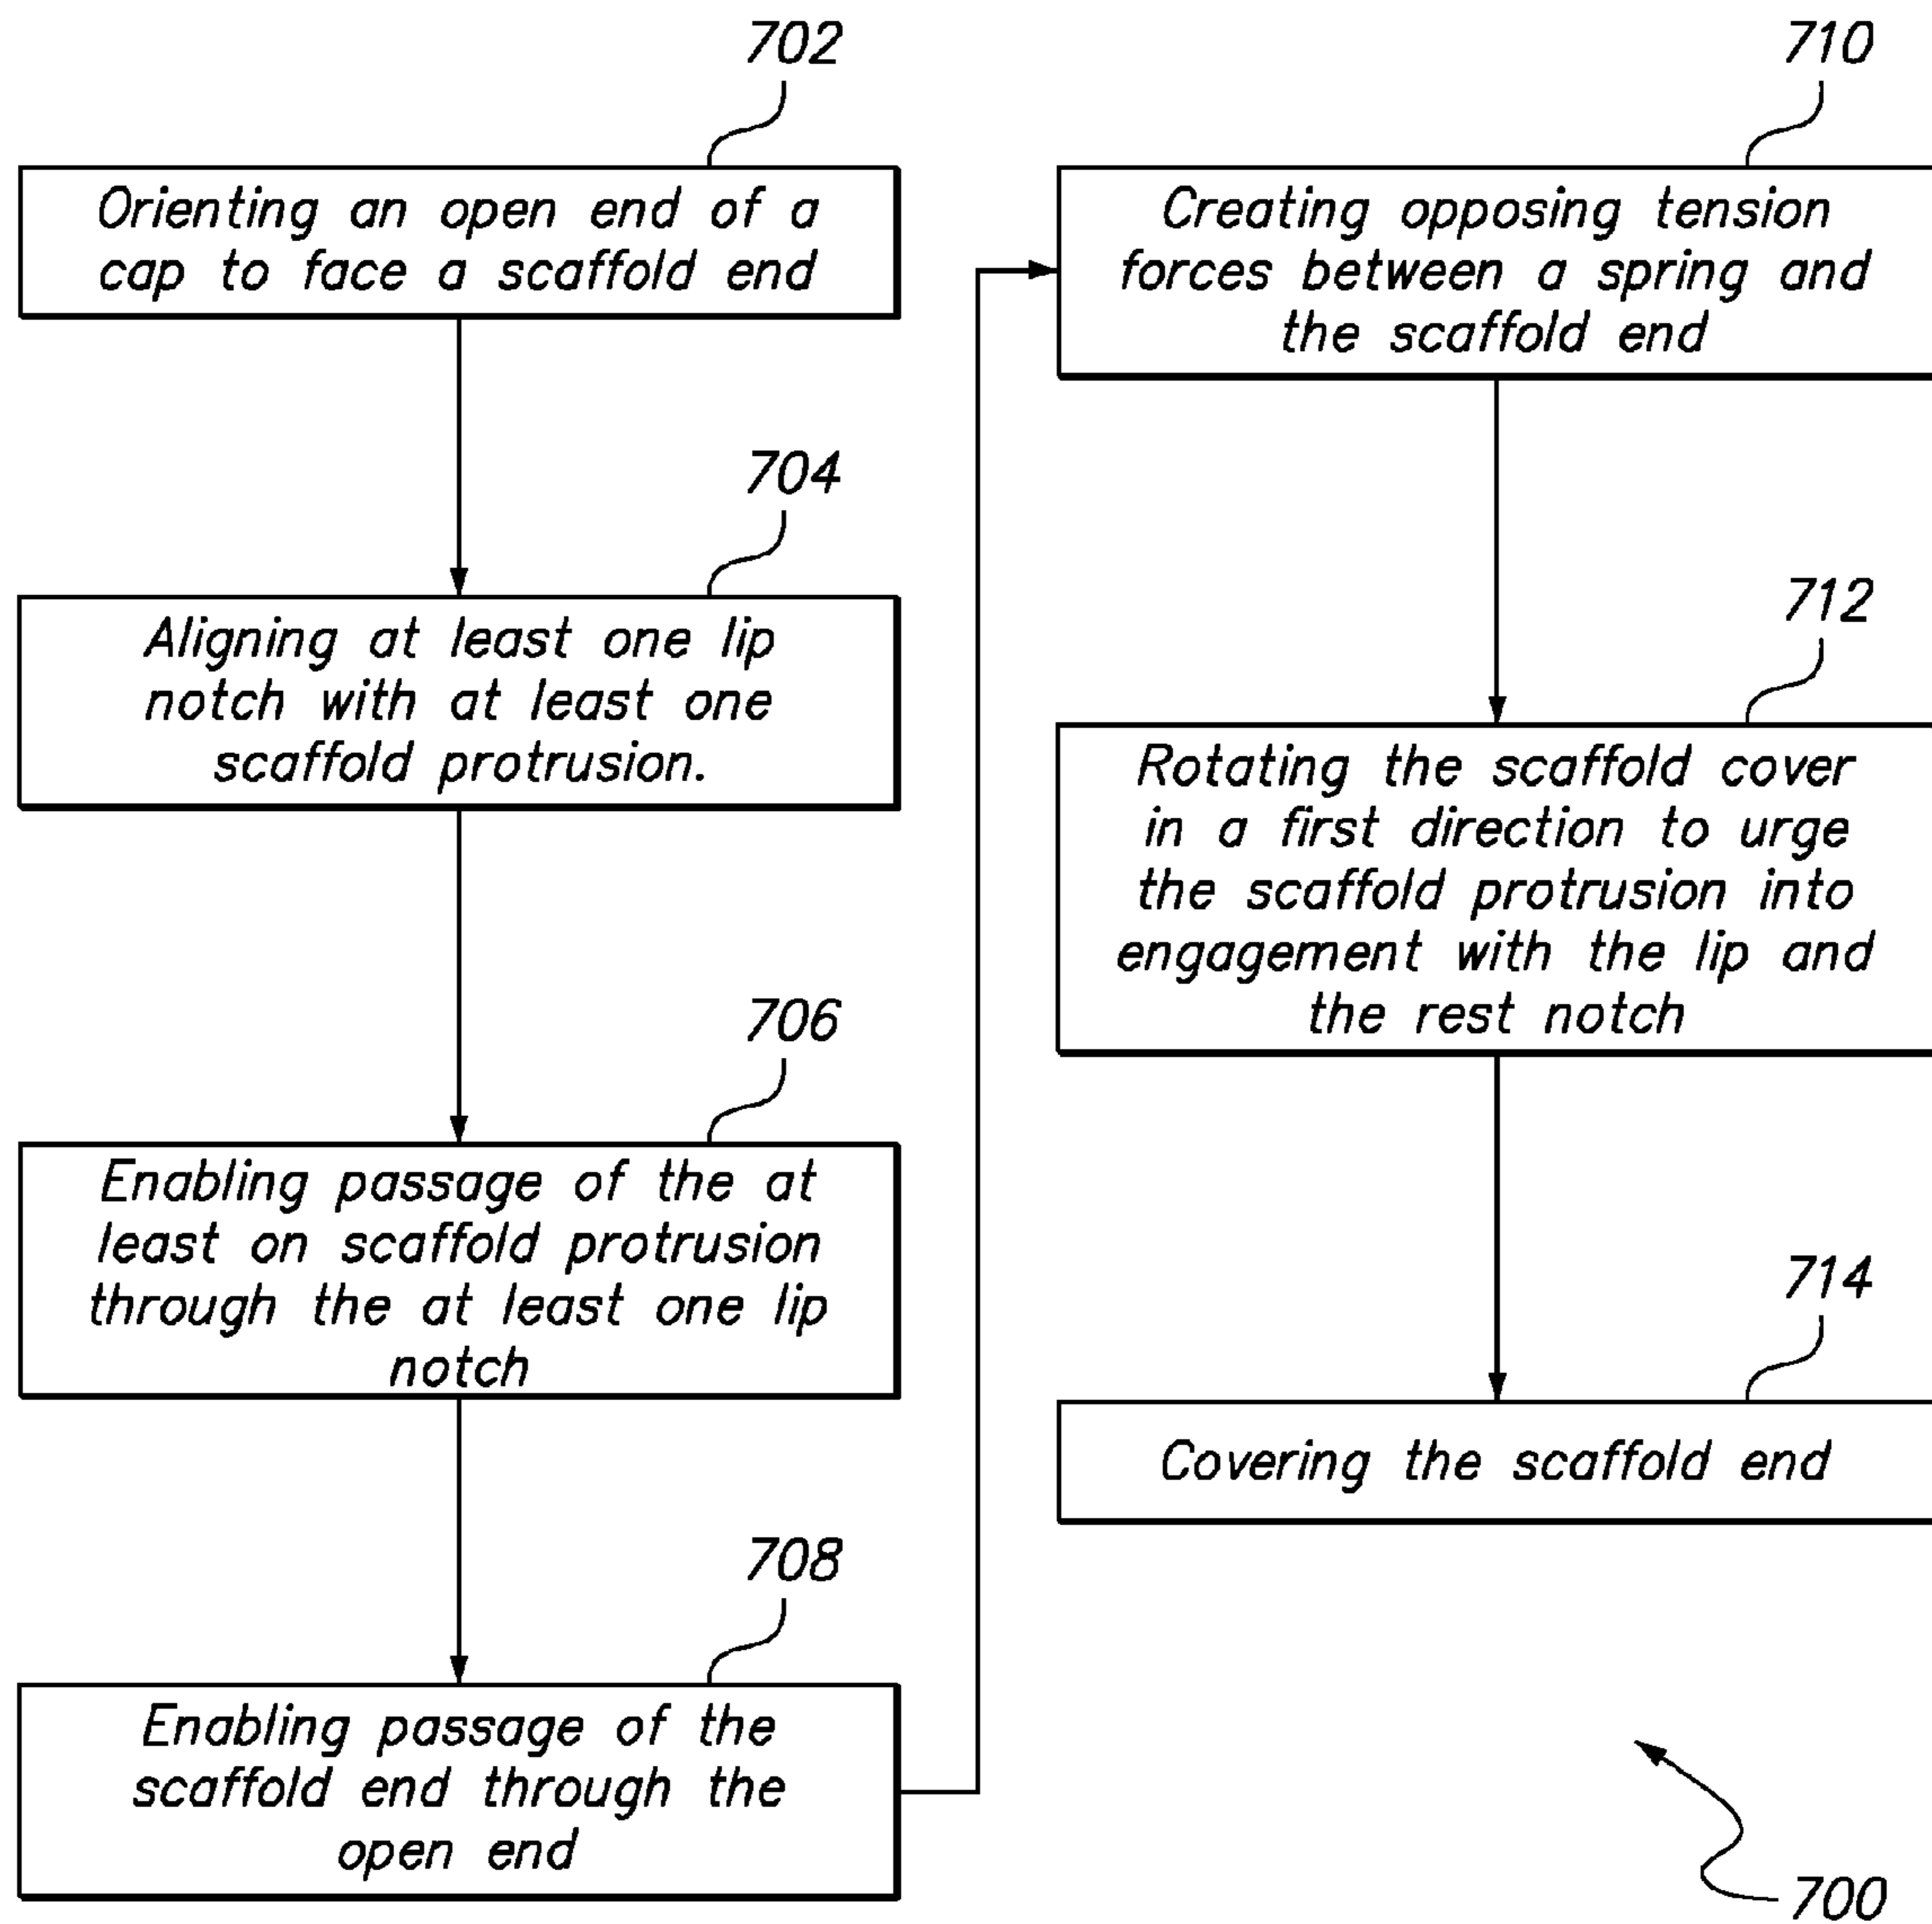 702
Orienting an open end of a
cap to face a scaffold end
704
Aligning at least one lip
notch with at least one
scaffold protrusion.
706
Enabling passage of the at
least on scaffold protrusion
through the at least one lip
notch
708
Enabling passage of the
scaffold end through the
open end
710
Creating opposing tension
forces between a spring and
the scaffold end
712
Rotating the scaffold cover
in a first direction to urge
the scaffold protrusion into
engagement with the lip and
the rest notch
714
Covering the scaffold end
700